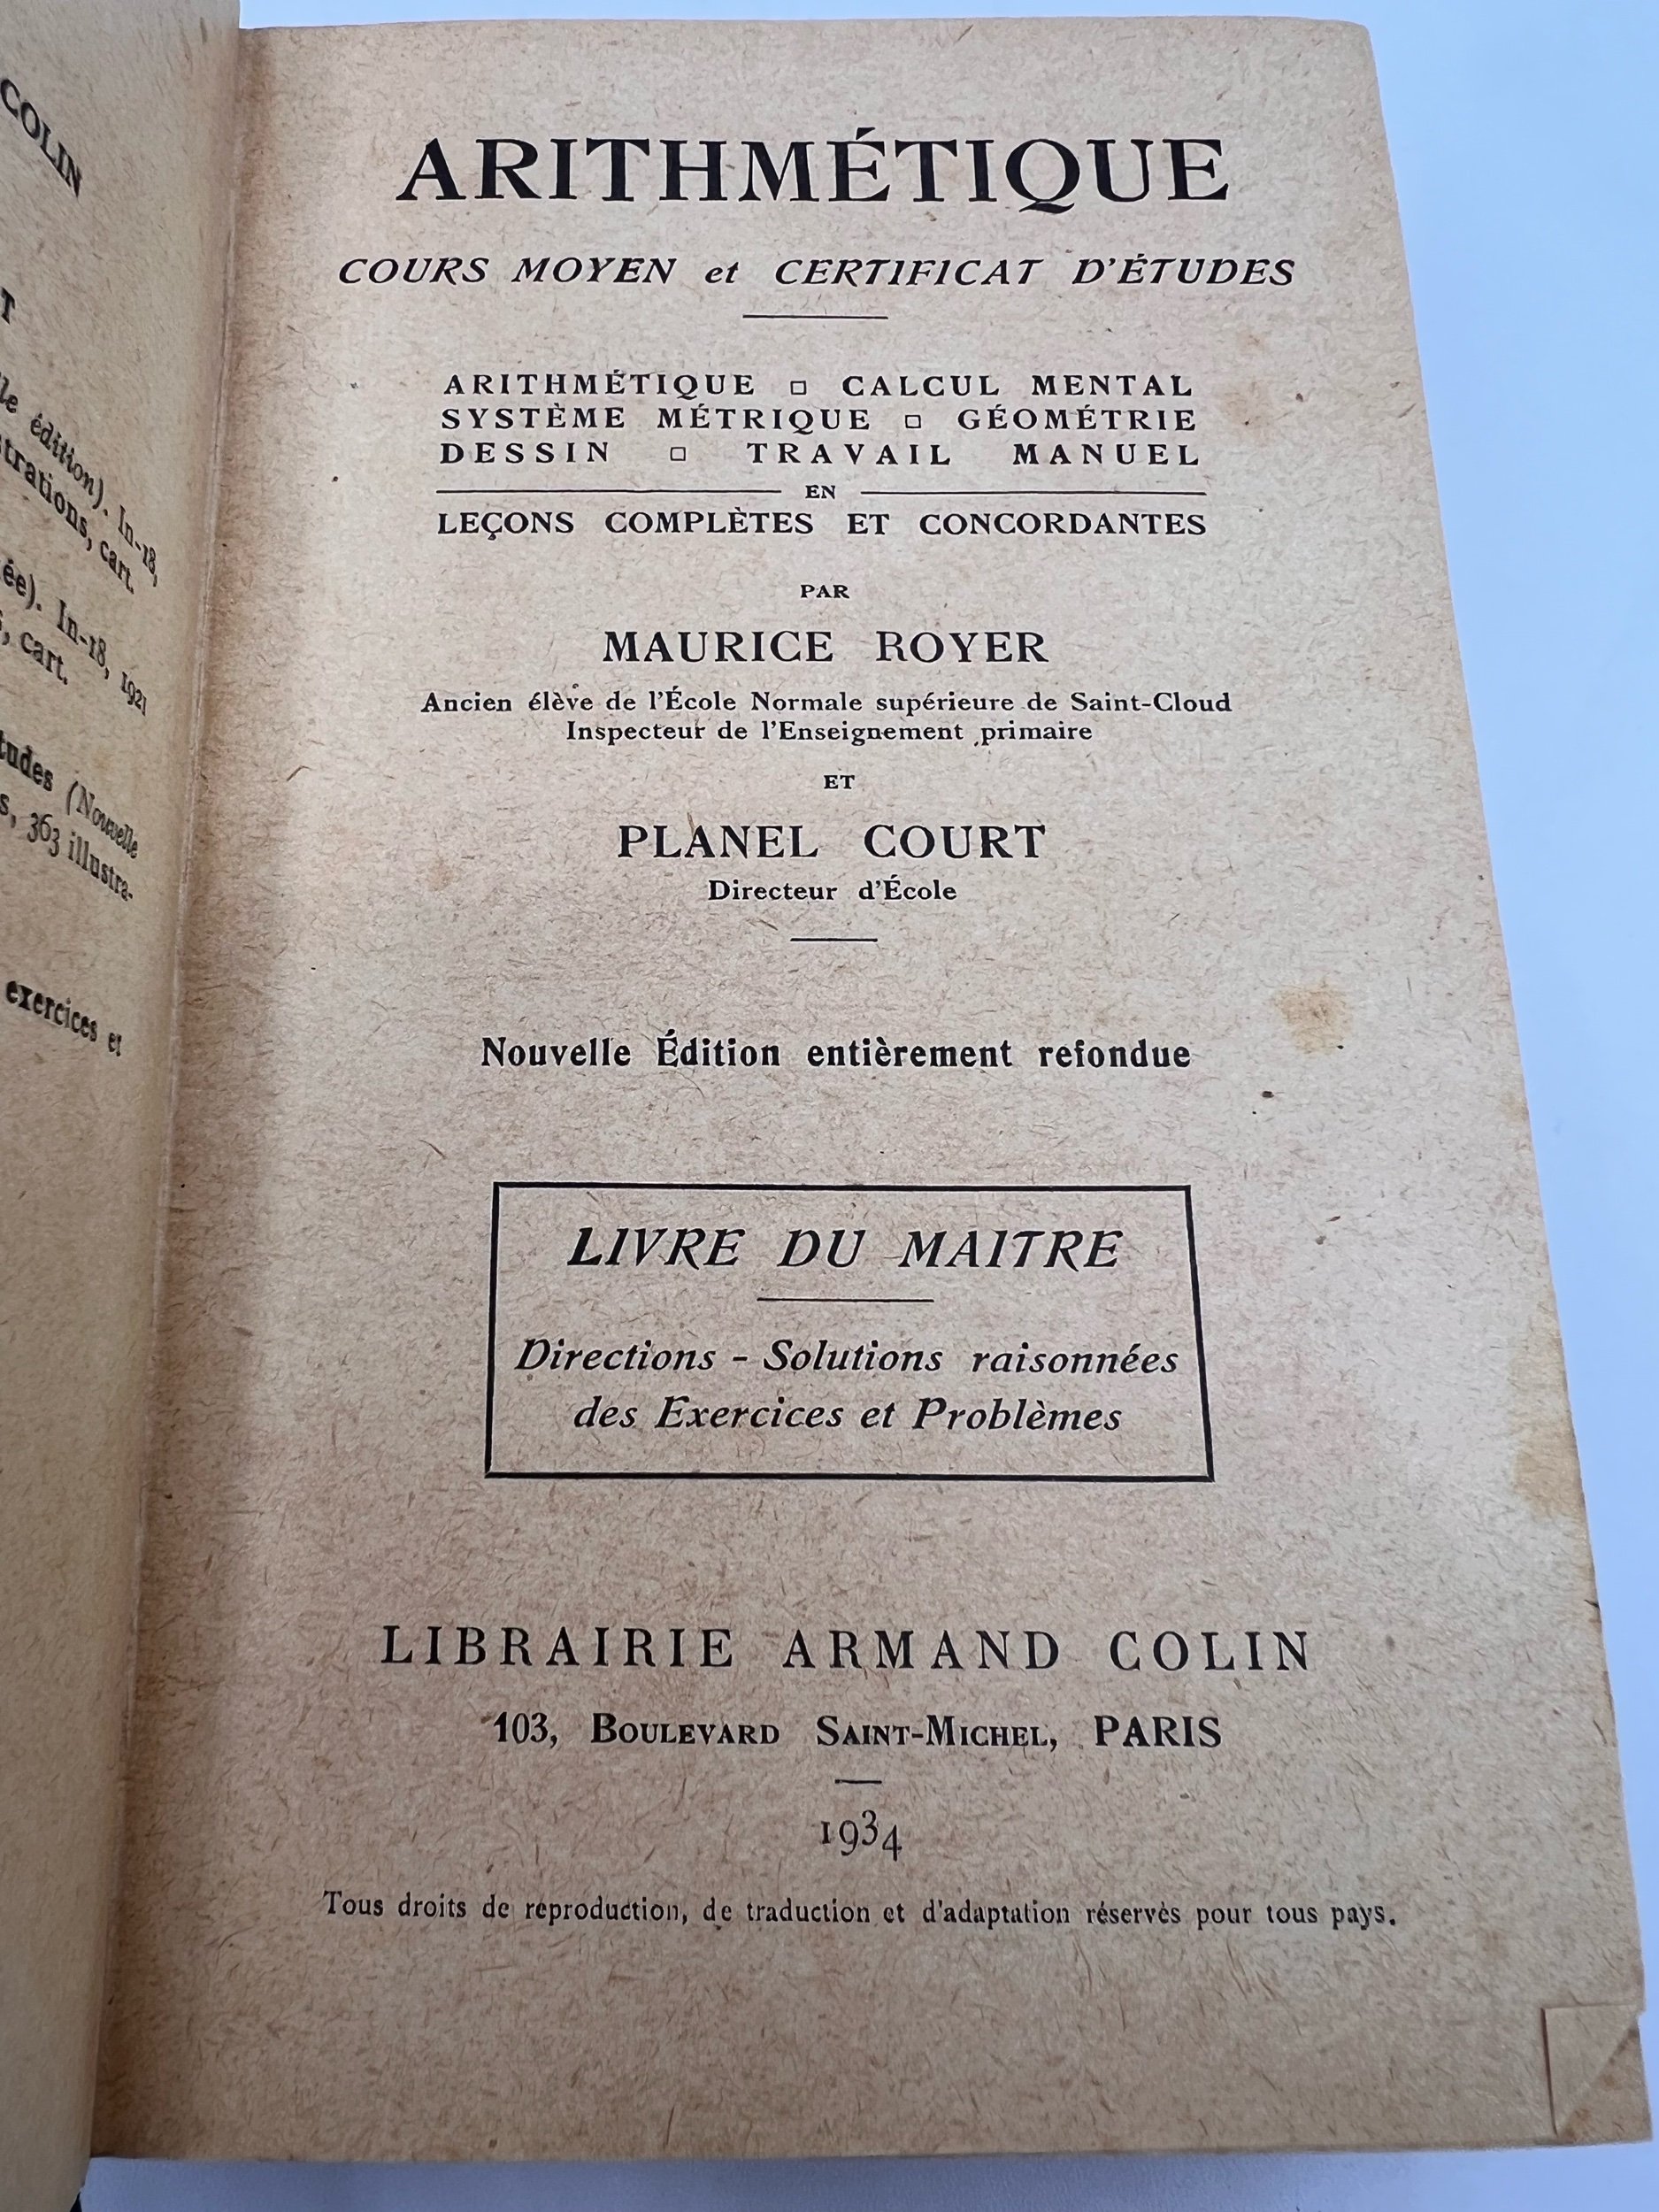 COLIN
T
le édition). In-18,
trations, cart.
ée). In-18, 1921
s, cart.
tudes (Nouvelle
s, 363 illustra-
exercices et
ARITHMÉTIQUE
COURS MOYEN et CERTIFICAT D'ÉTUDES
ARITHMÉTIQUE ▫ CALCUL MENTAL
SYSTÈME MÉTRIQUE ▫ GÉOMÉTRIE
DESSIN ▫ TRAVAIL MANUEL
EN
LEÇONS COMPLÈTES ET CONCORDANTES
PAR
MAURICE ROYER
Ancien élève de l'École Normale supérieure de Saint-Cloud
Inspecteur de l'Enseignement primaire
ET
PLANEL COURT
Directeur d'École
Nouvelle Édition entièrement refondue
LIVRE DU MAITRE
Directions - Solutions raisonnées
des Exercices et Problèmes
LIBRAIRIE ARMAND COLIN
103, BOULEVARD SAINT-MICHEL, PARIS
1934
Tous droits de reproduction, de traduction et d'adaptation réservés pour tous pays.